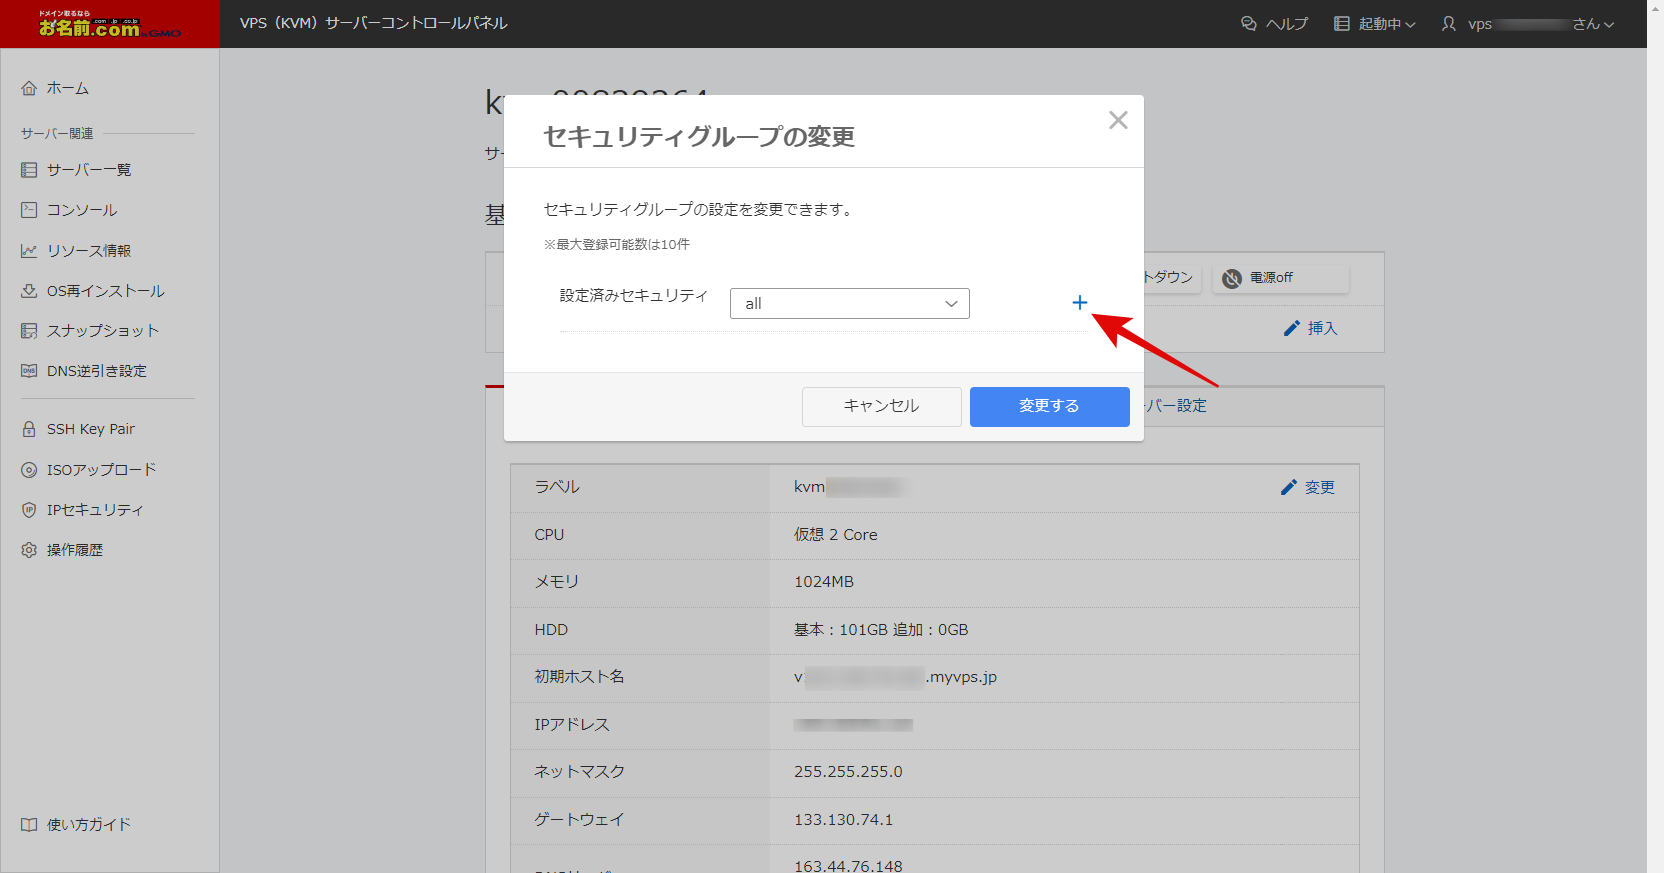 ドメイン取るなら
お名前.com
by GMO
VPS（KVM）サーバーコントロールパネル
ヘルプ
起動中
vps
さん
ホーム
サーバー関連
サーバー一覧
コンソール
リソース情報
OS再インストール
スナップショット
DNS逆引き設定
SSH Key Pair
ISOアップロード
IPセキュリティ
操作履歴
使い方ガイド
セキュリティグループの変更
セキュリティグループの設定を変更できます。
※最大登録可能数は10件
設定済みセキュリティ
all
キャンセル
変更する
トダウン
電源off
挿入
バー設定
ラベル
kvm
変更
CPU
仮想 2 Core
メモリ
1024MB
HDD
基本：101GB 追加：0GB
初期ホスト名
v
.myvps.jp
IPアドレス
ネットマスク
255.255.255.0
ゲートウェイ
133.130.74.1
163.44.76.148